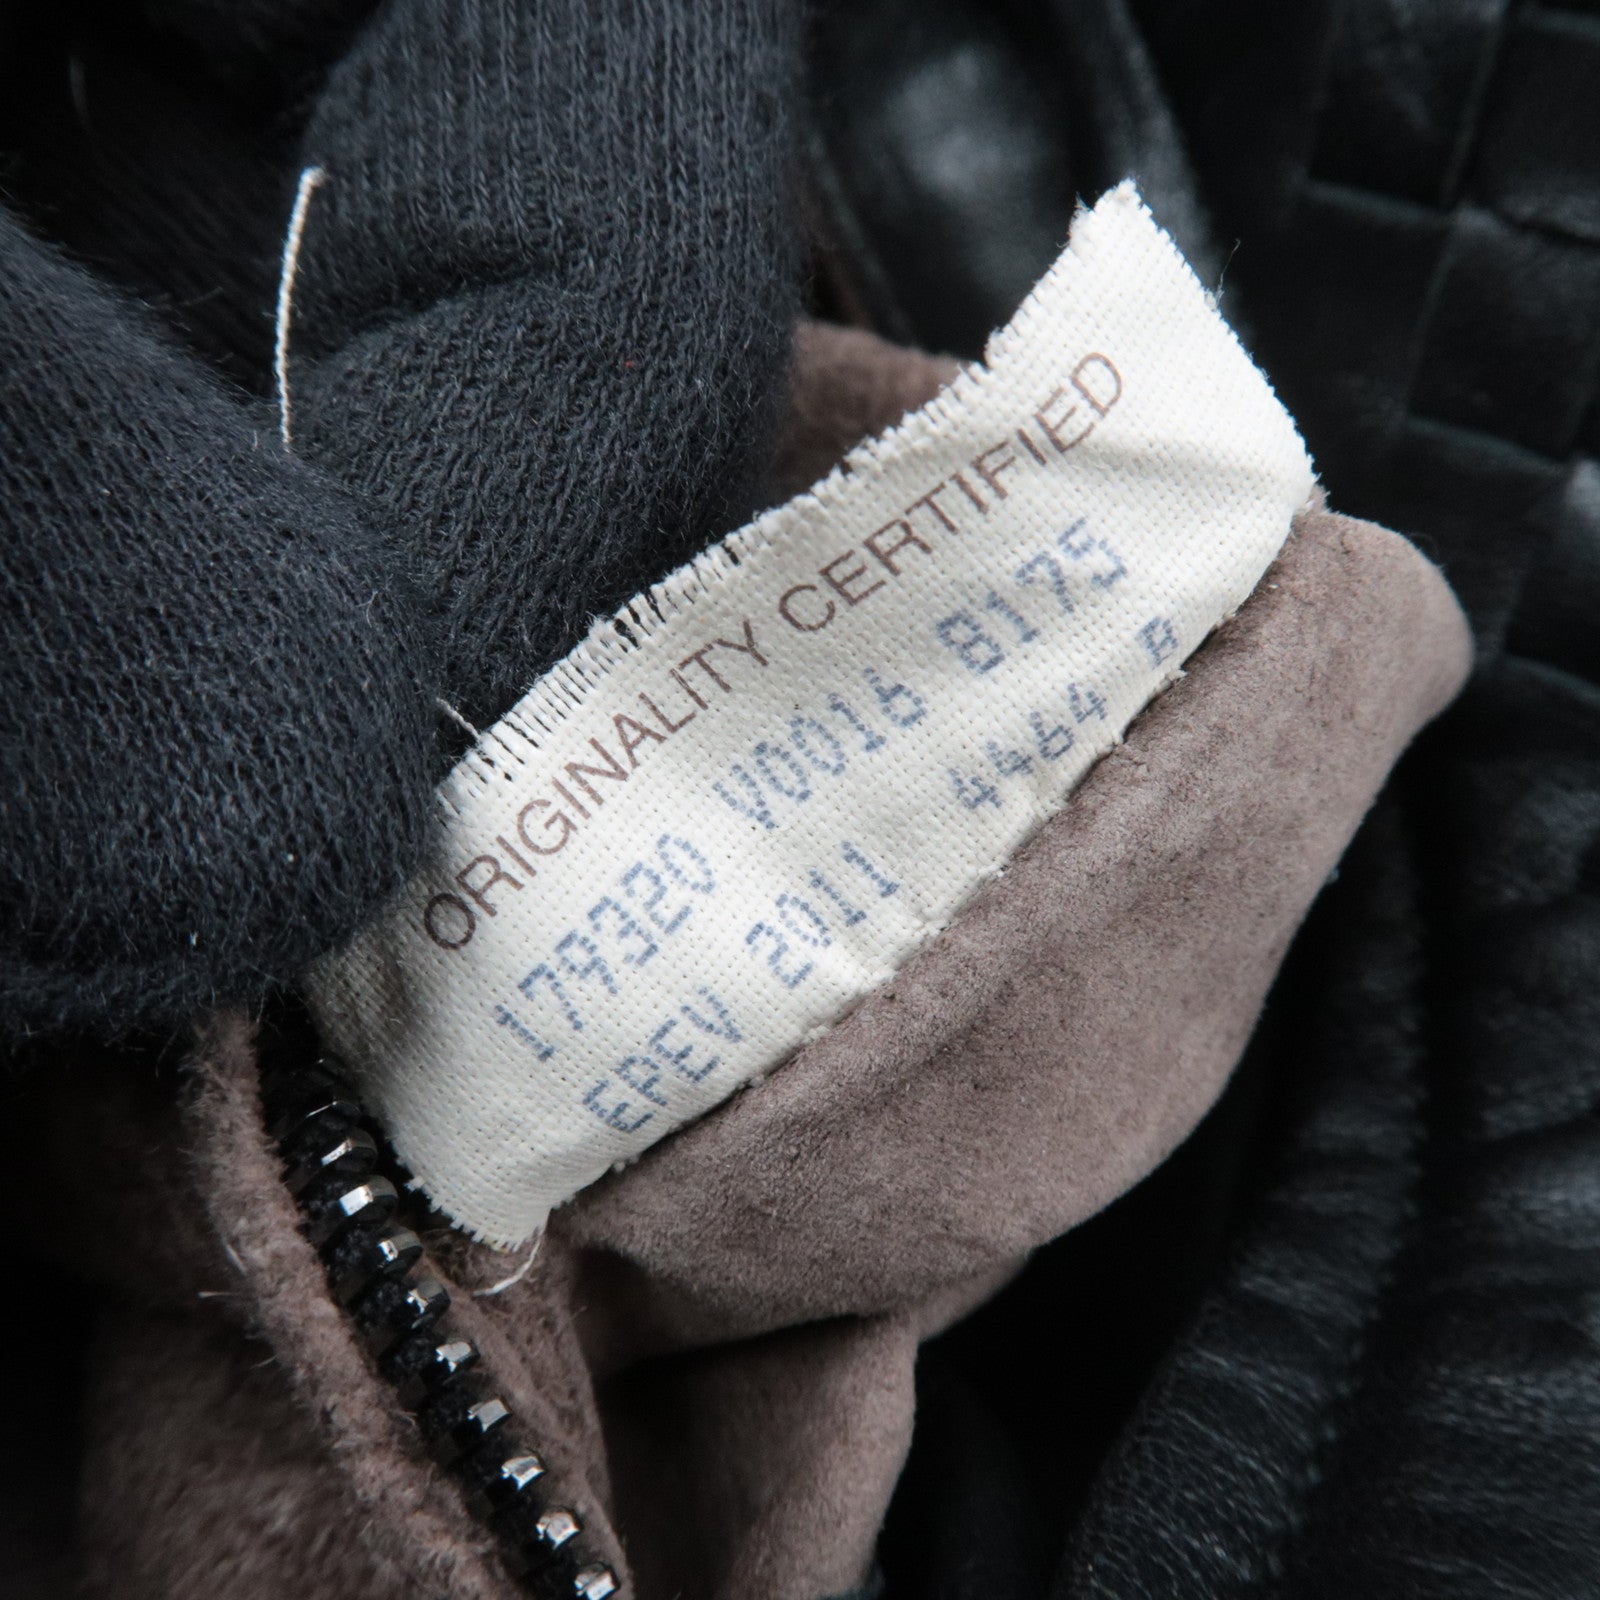 ORIGINALITY CERTIFIED
179320 V0016 8175
EPEV 2011 4464 B